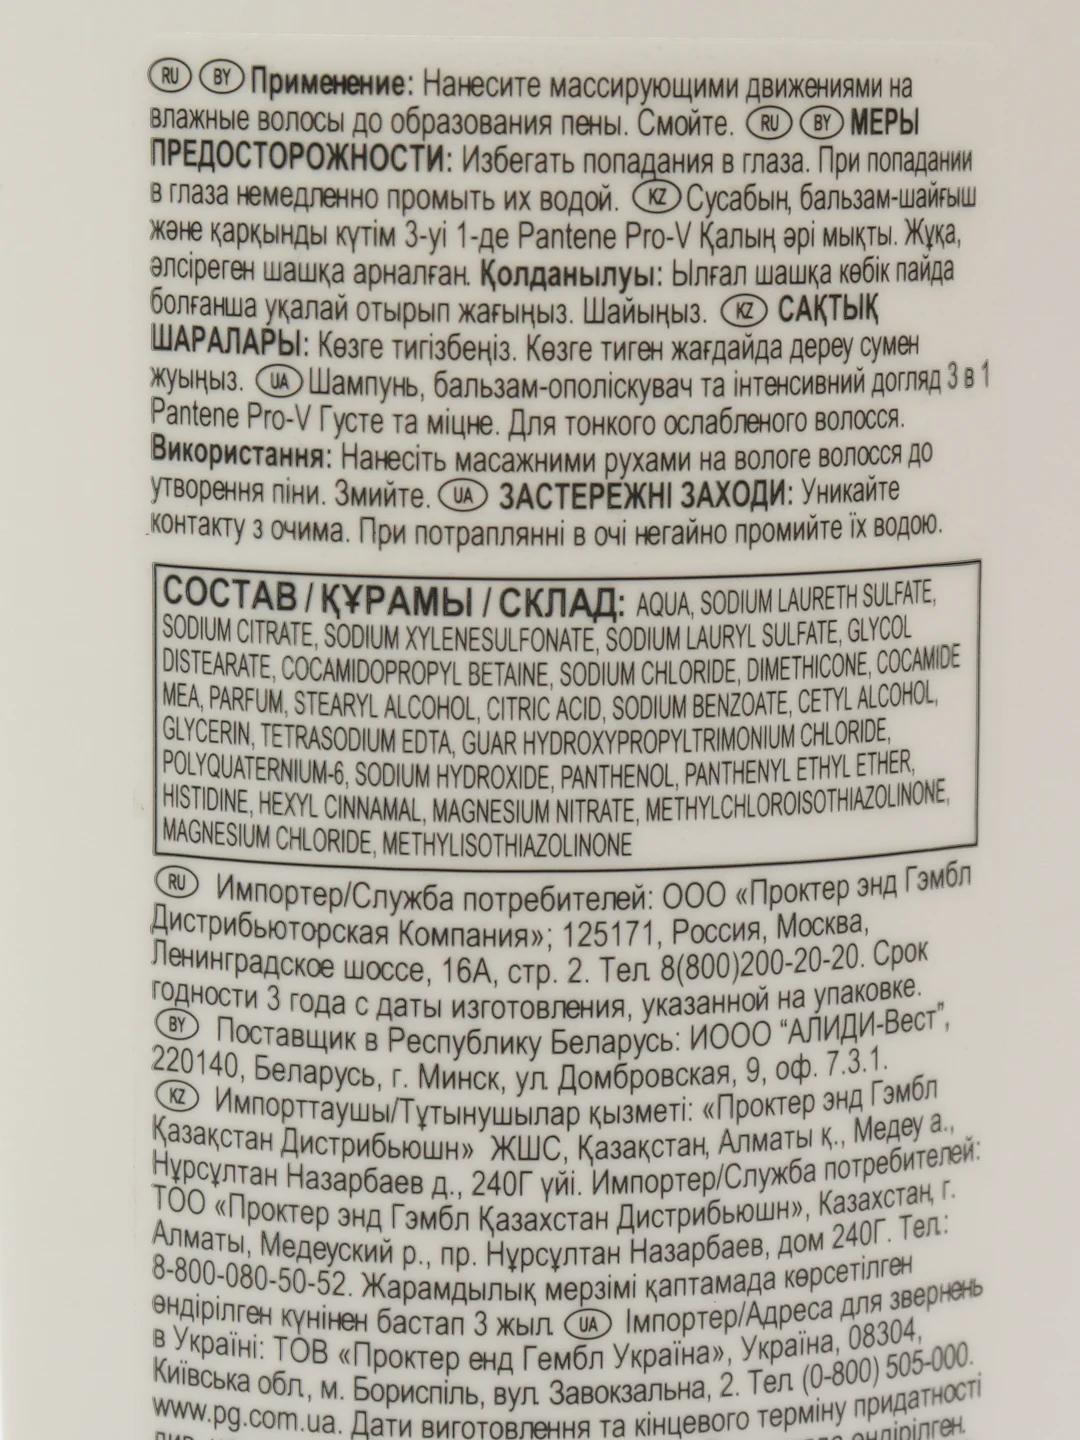 RU BY Применение: Нанесите массирующими движениями на
влажные волосы до образования пены. Смойте. RU BY МЕРЫ
ПРЕДОСТОРОЖНОСТИ: Избегать попадания в глаза. При попадании
в глаза немедленно промыть их водой. KZ Сусабын, бальзам-шайғыш
және қарқынды күтім 3-уі 1-де Pantene Pro-V Қалың әрі мықты. Жұқа,
әлсіреген шашқа арналған. Қолданылуы: Ылғал шашқа көбік пайда
болғанша уқалай отырып жағыңыз. Шайыңыз. KZ САҚТЫҚ
ШАРАЛАРЫ: Көзге тигізбеңіз. Көзге тиген жағдайда дереу сумен
жуыңыз. UA Шампунь, бальзам-ополіскувач та інтенсивний догляд 3 в 1
Pantene Pro-V Густе та міцне. Для тонкого ослабленого волосся.
Використання: Нанесіть масажними рухами на вологе волосся до
утворення піни. Змийте. UA ЗАСТЕРЕЖНІ ЗАХОДИ: Уникайте
контакту з очима. При потраплянні в очі негайно промийте їх водою.
СОСТАВ / ҚҰРАМЫ / СКЛАД: AQUA, SODIUM LAURETH SULFATE,
SODIUM CITRATE, SODIUM XYLENESULFONATE, SODIUM LAURYL SULFATE, GLYCOL
DISTEARATE, COCAMIDOPROPYL BETAINE, SODIUM CHLORIDE, DIMETHICONE, COCAMIDE
MEA, PARFUM, STEARYL ALCOHOL, CITRIC ACID, SODIUM BENZOATE, CETYL ALCOHOL,
GLYCERIN, TETRASODIUM EDTA, GUAR HYDROXYPROPYLTRIMONIUM CHLORIDE,
POLYQUATERNIUM-6, SODIUM HYDROXIDE, PANTHENOL, PANTHENYL ETHYL ETHER,
HISTIDINE, HEXYL CINNAMAL, MAGNESIUM NITRATE, METHYLCHLOROISOTHIAZOLINONE,
MAGNESIUM CHLORIDE, METHYLISOTHIAZOLINONE
RU Импортер/Служба потребителей: ООО «Проктер энд Гэмбл
Дистрибьюторская Компания»; 125171, Россия, Москва,
Ленинградское шоссе, 16А, стр. 2. Тел. 8(800)200-20-20. Срок
годности 3 года с даты изготовления, указанной на упаковке.
BY Поставщик в Республику Беларусь: ИООО “АЛИДИ-Вест”,
220140, Беларусь, г. Минск, ул. Домбровская, 9, оф. 7.3.1.
KZ Импорттаушы/Тұтынушылар қызметі: «Проктер энд Гэмбл
Қазақстан Дистрибьюшн» ЖШС, Қазақстан, Алматы қ., Медеу а.,
Нұрсұлтан Назарбаев д., 240Г үйі. Импортер/Служба потребителей:
ТОО «Проктер энд Гэмбл Қазахстан Дистрибьюшн», Казахстан, г.
Алматы, Медеуский р., пр. Нұрсұлтан Назарбаев, дом 240Г. Тел.:
8-800-080-50-52. Жарамдылық мерзімі қаптамада көрсетілген
өндірілген күнінен бастап 3 жыл. UA Імпортер/Адреса для звернень
в Україні: ТОВ «Проктер енд Гембл Україна», Україна, 08304,
Київська обл., м. Бориспіль, вул. Завокзальна, 2. Тел. (0-800) 505-000.
www.pg.com.ua. Дати виготовлення та кінцевого терміну придатності
өндірілген.